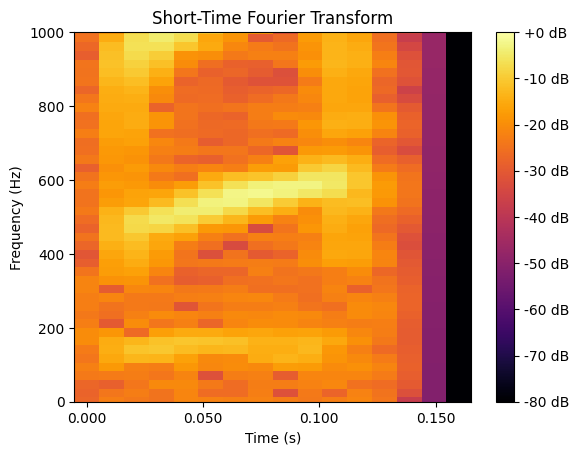 Short-Time Fourier Transform
Frequency (Hz)
1000
800
600
400
200
0
0.000
0.050
0.100
0.150
Time (s)
+0 dB
-10 dB
-20 dB
-30 dB
-40 dB
-50 dB
-60 dB
-70 dB
-80 dB